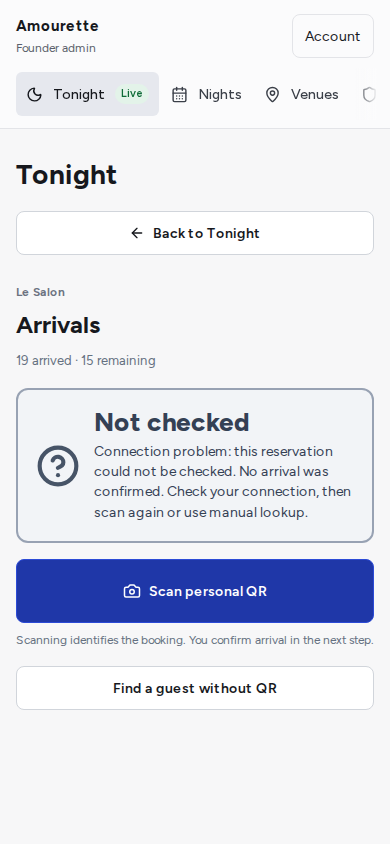 Amourette
Founder admin
Account
Tonight Live Nights Venues
Tonight
Back to Tonight
Le Salon
Arrivals
19 arrived · 15 remaining
Not checked
Connection problem: this reservation
could not be checked. No arrival was
confirmed. Check your connection, then
scan again or use manual lookup.
Scan personal QR
Scanning identifies the booking. You confirm arrival in the next step.
Find a guest without QR